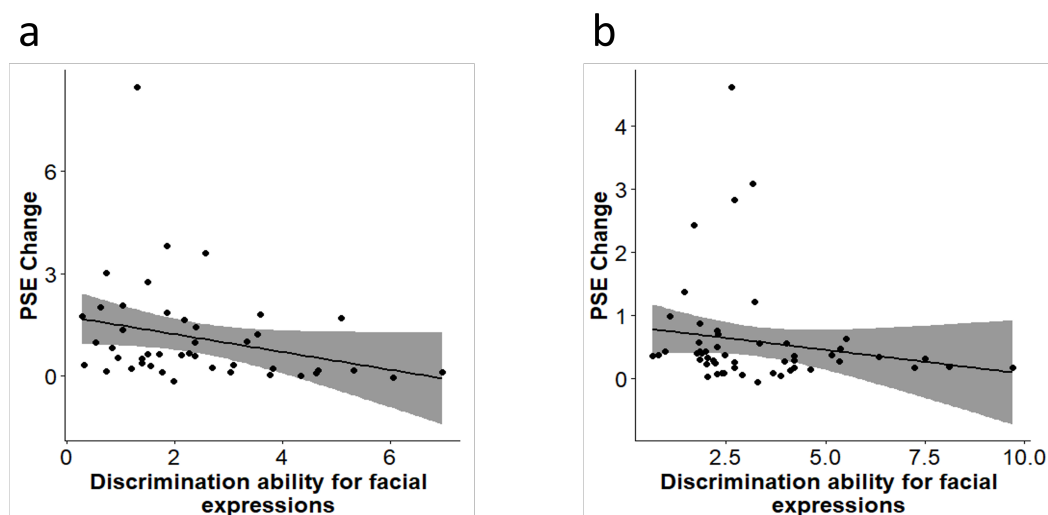 a
b
6
3
0
PSE Change
0
2
4
6
Discrimination ability for facial
expressions
4
3
2
1
0
PSE Change
2.5
5.0
7.5
10.0
Discrimination ability for facial
expressions